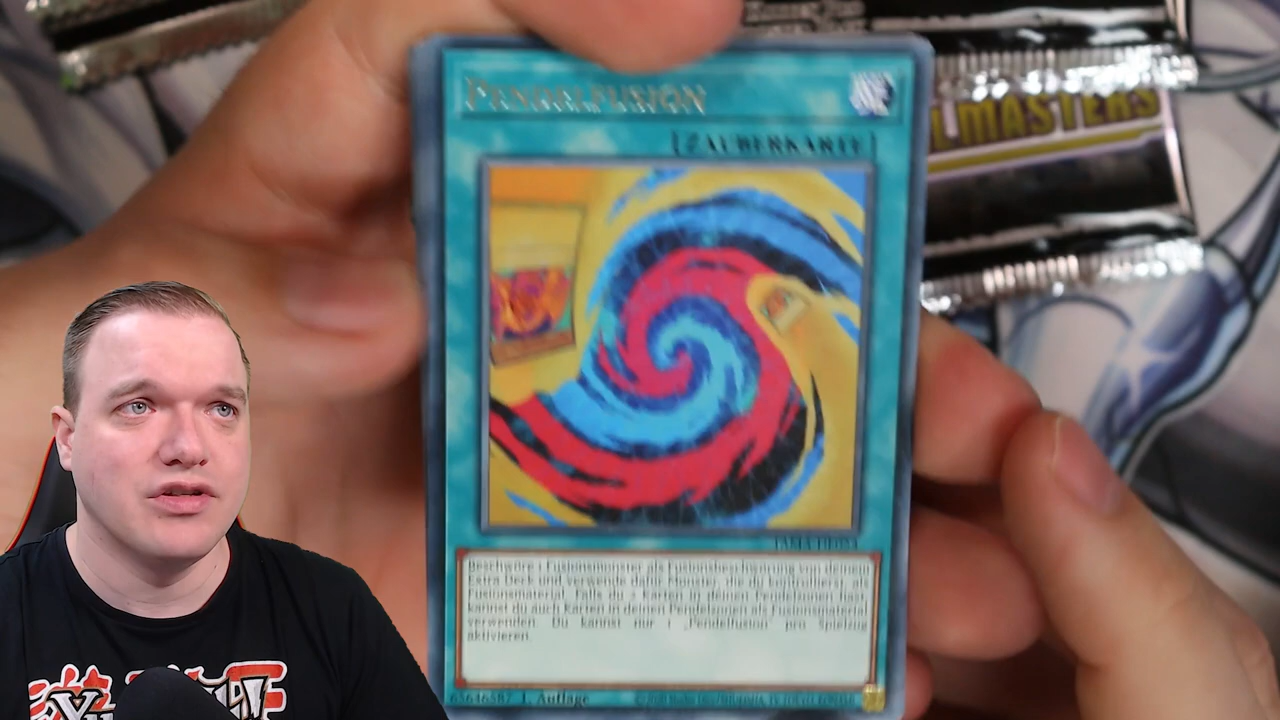 LMASTERS
PENDELFUSION
[ZAUBERKARTE]
Beschwöre 1 Fusionsmonster als Fusionsbeschwörung von deinem
Extra Deck und verwende dafür Monster, die du kontrollierst, als
Fusionsmaterial. Falls du 2 Karten in deinen Pendelzonen hast,
kannst du auch Karten in deinen Pendelzonen als Fusionsmaterial
verwenden. Du kannst nur 1 „Pendelfusion" pro Spielzug
aktivieren.
65646587 1. Auflage